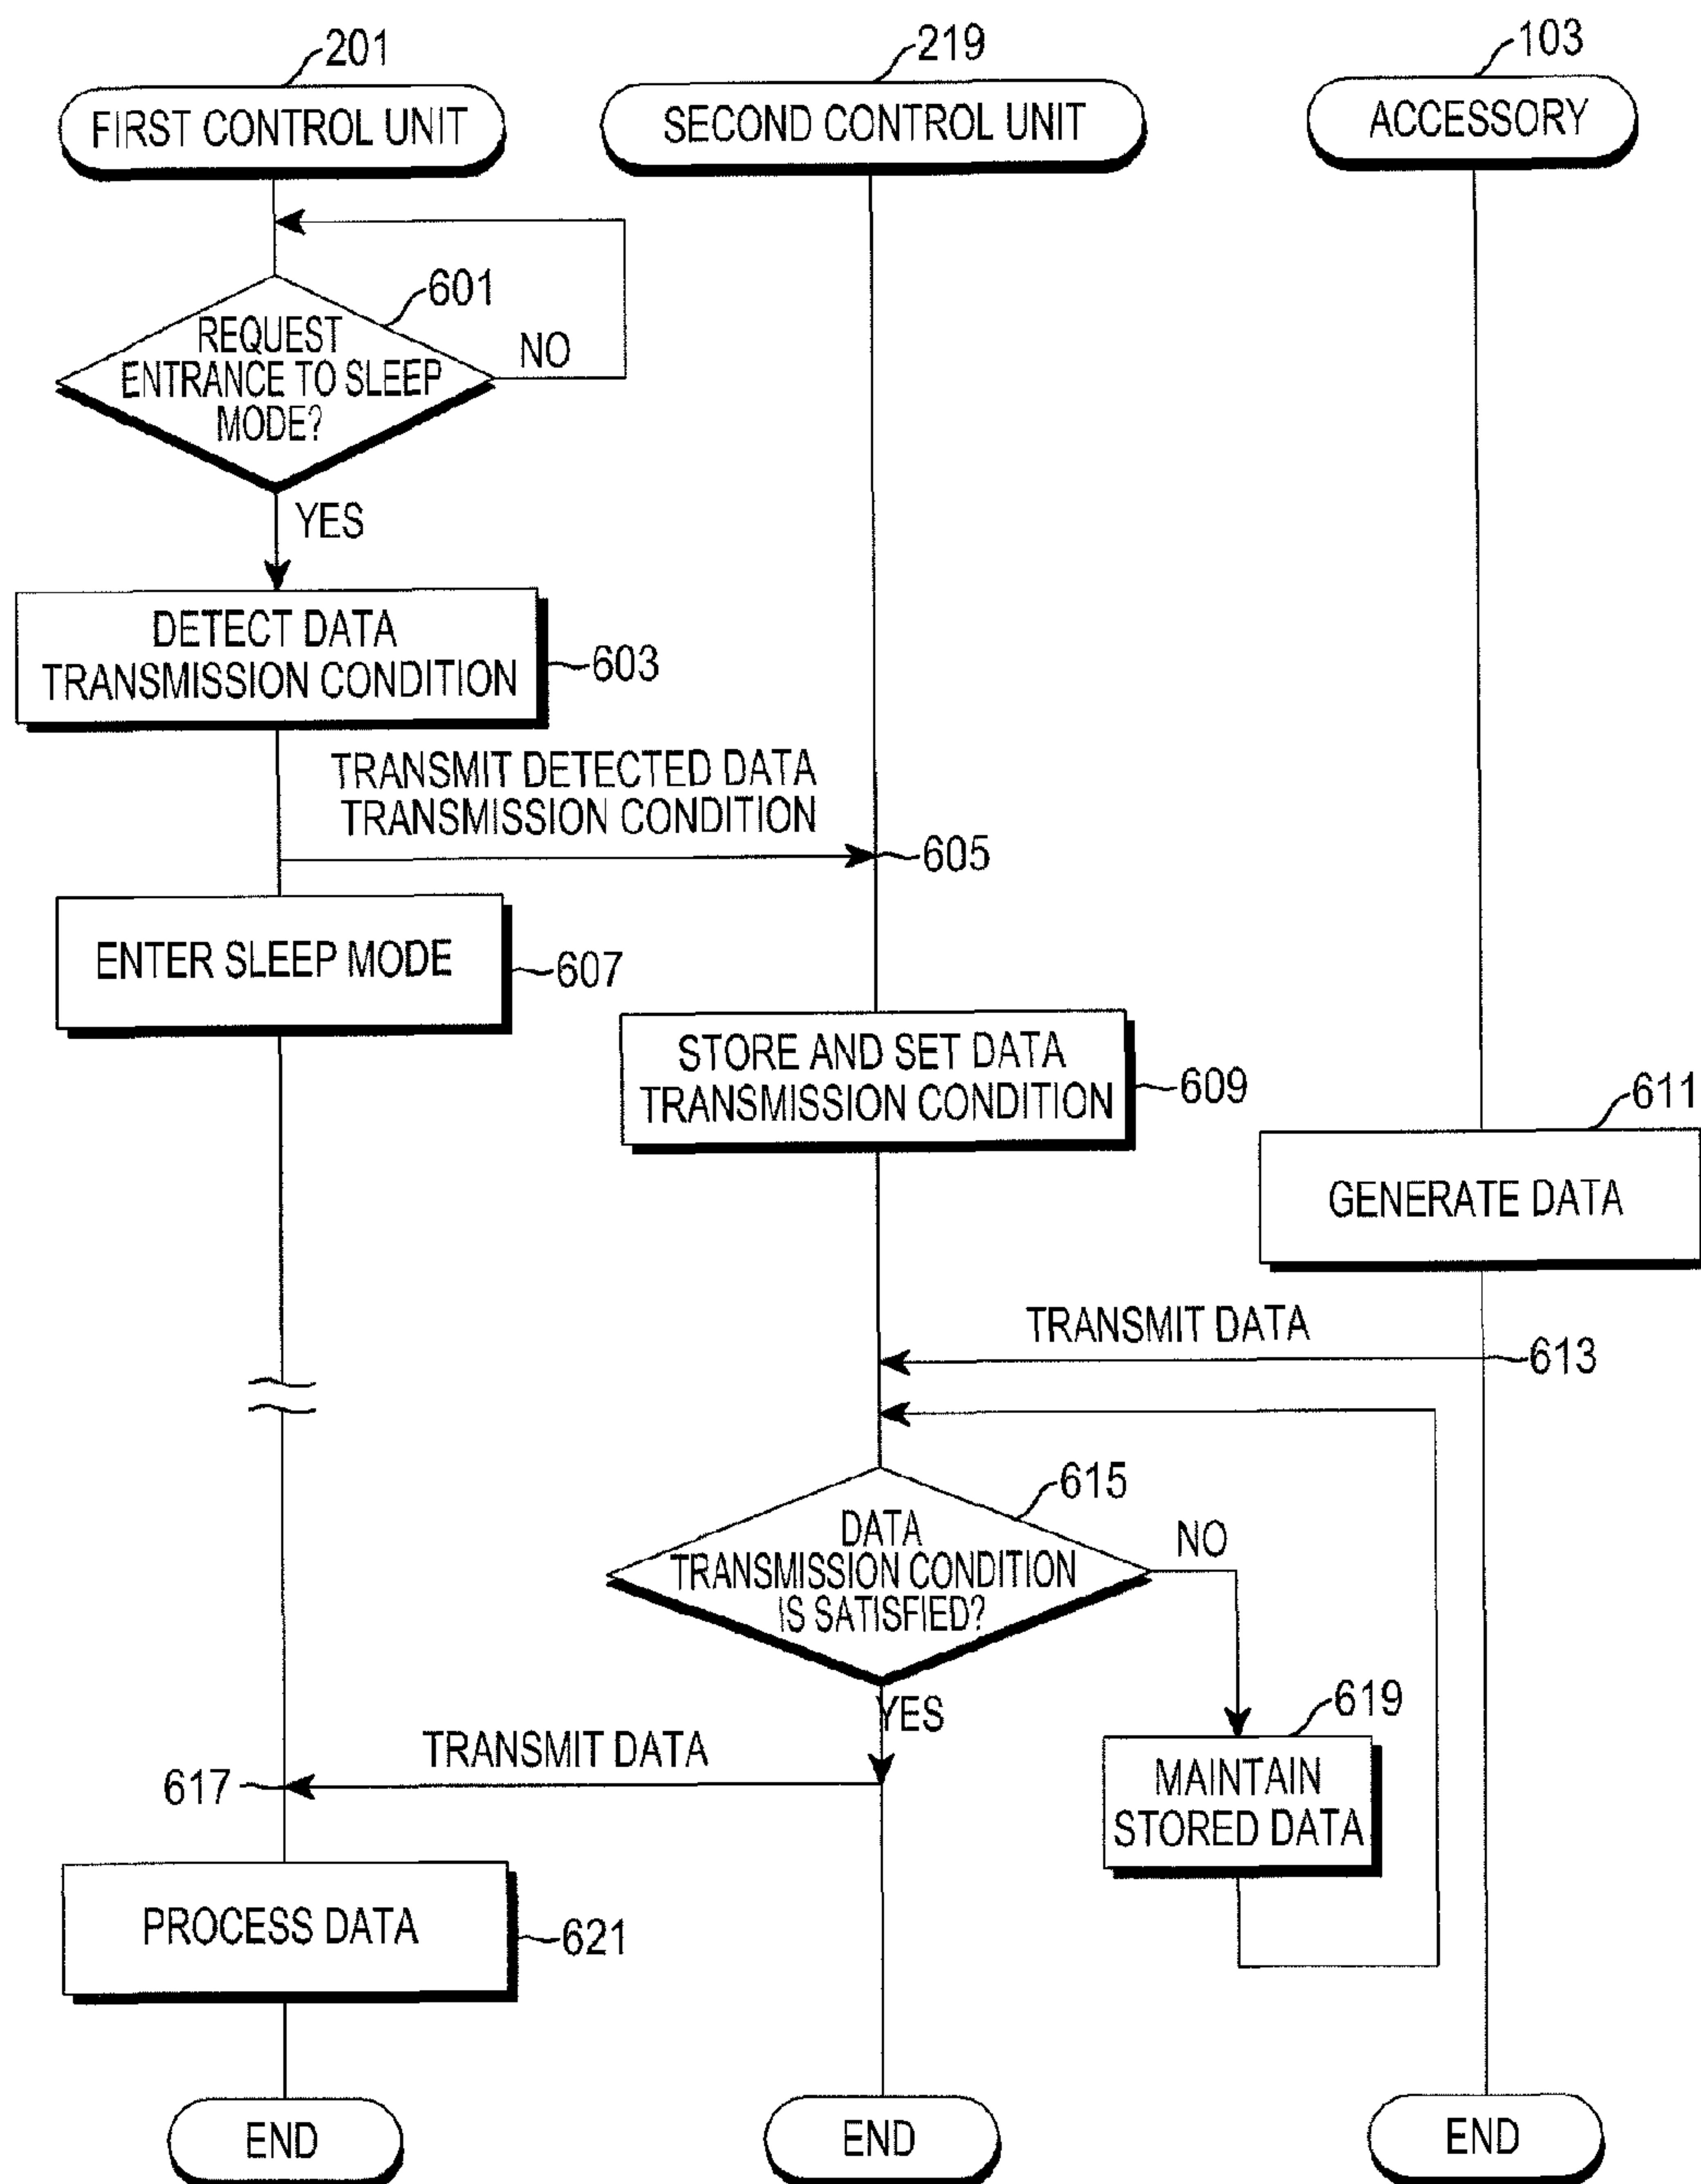 201
219
103
FIRST CONTROL UNIT
SECOND CONTROL UNIT
ACCESSORY
601
REQUEST
ENTRANCE TO SLEEP
MODE?
NO
YES
DETECT DATA
TRANSMISSION CONDITION
603
TRANSMIT DETECTED DATA
TRANSMISSION CONDITION
605
ENTER SLEEP MODE
607
STORE AND SET DATA
TRANSMISSION CONDITION
609
611
GENERATE DATA
TRANSMIT DATA
613
615
DATA
TRANSMISSION CONDITION
IS SATISFIED?
NO
YES
619
TRANSMIT DATA
617
MAINTAIN
STORED DATA
PROCESS DATA
621
END
END
END